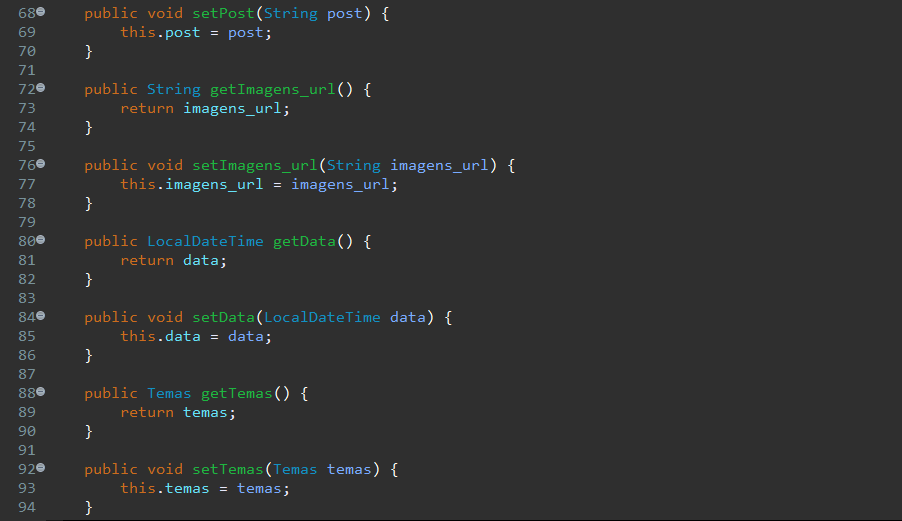 68 public void setPost(String post) {
69 this.post = post;
70 }
71
72 public String getImagens_url() {
73 return imagens_url;
74 }
75
76 public void setImagens_url(String imagens_url) {
77 this.imagens_url = imagens_url;
78 }
79
80 public LocalDateTime getData() {
81 return data;
82 }
83
84 public void setData(LocalDateTime data) {
85 this.data = data;
86 }
87
88 public Temas getTemas() {
89 return temas;
90 }
91
92 public void setTemas(Temas temas) {
93 this.temas = temas;
94 }